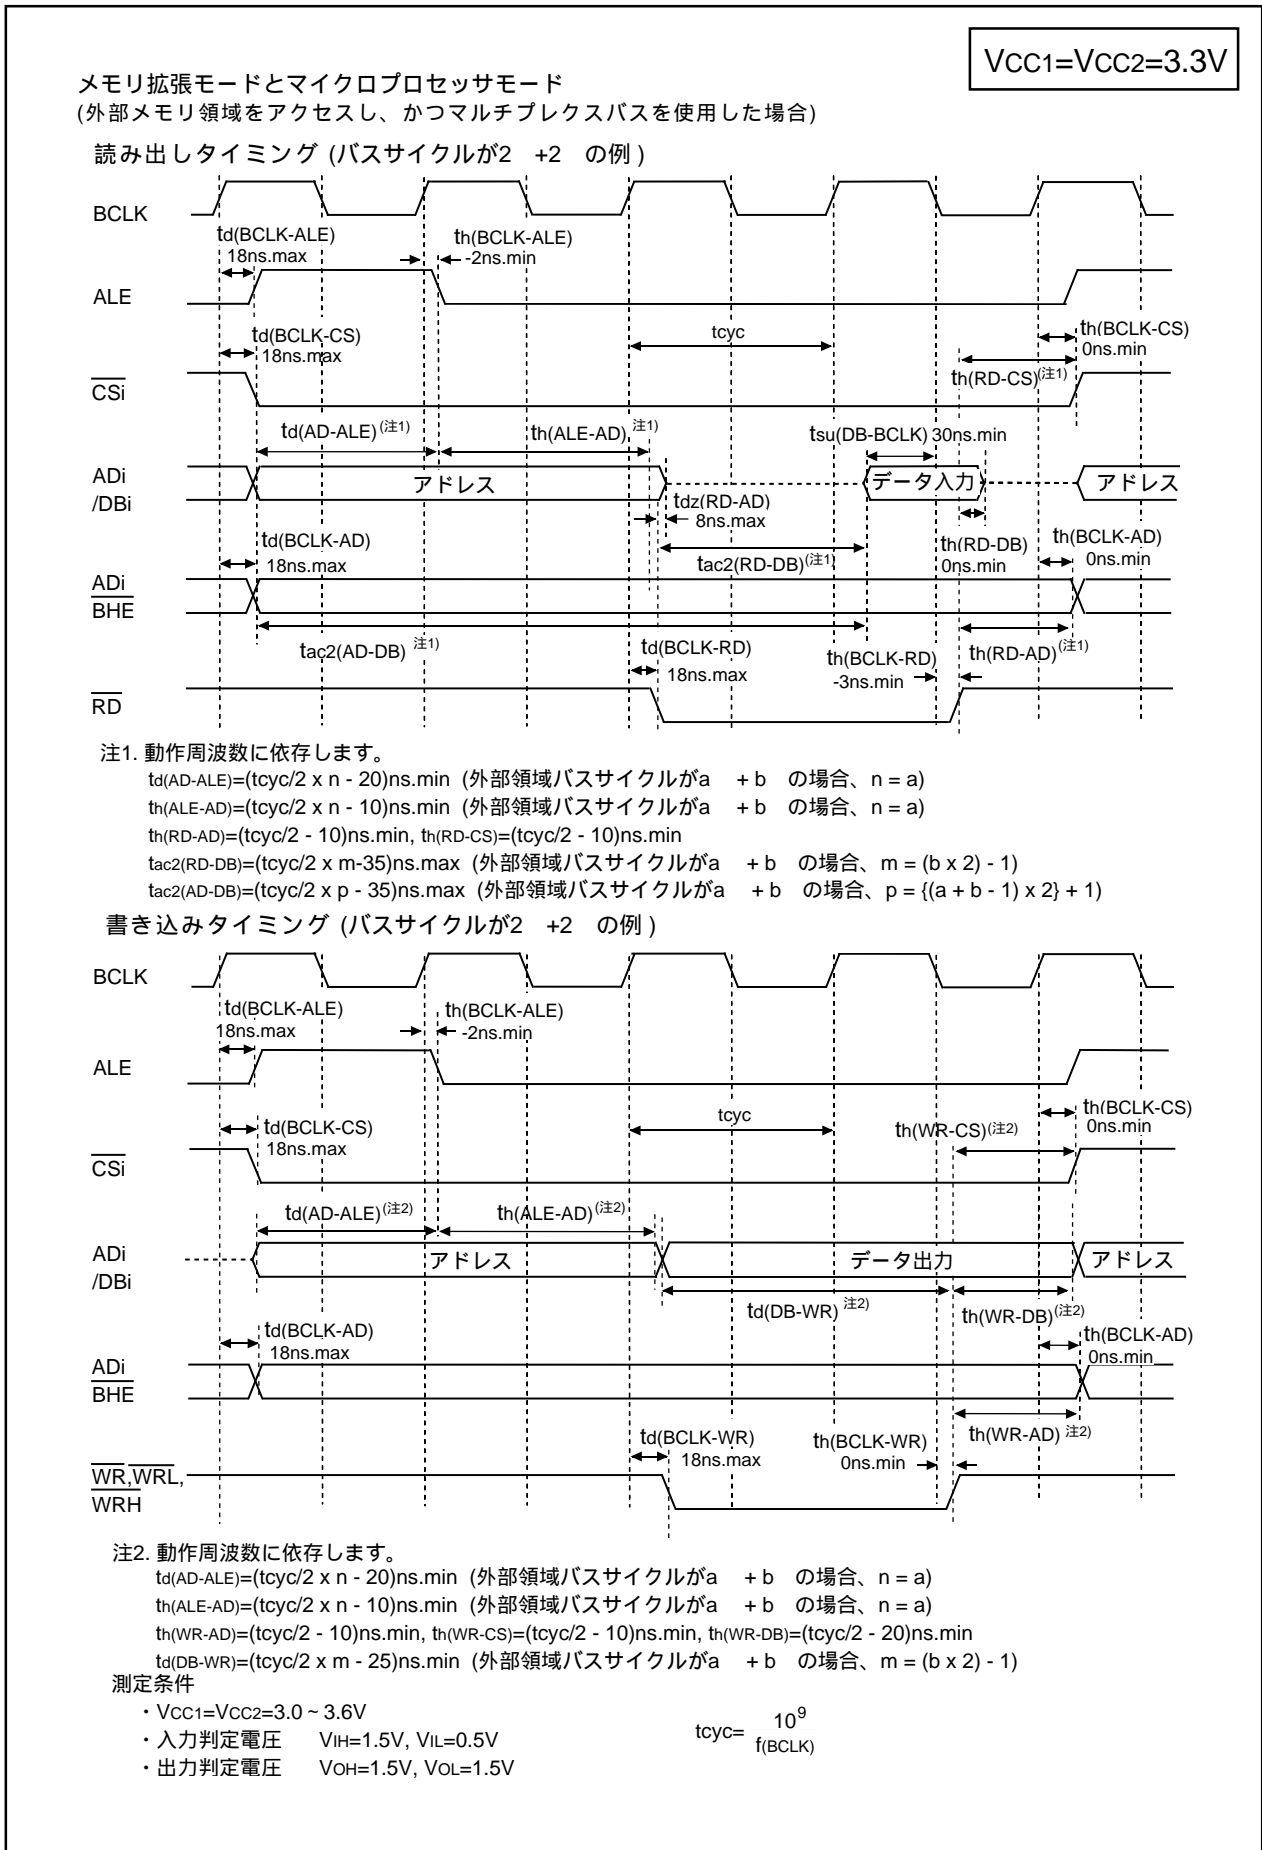 VCC1=VCC2=3.3V
メモリ拡張モードとマイクロプロセッサモード
(外部メモリ領域をアクセスし、かつマルチプレクスバスを使用した場合)
読み出しタイミング (バスサイクルが2 +2 の例 )
BCLK
td(BCLK-ALE)
18ns.max
th(BCLK-ALE)
-2ns.min
ALE
td(BCLK-CS)
18ns.max
tcyc
th(BCLK-CS)
0ns.min
th(RD-CS)(注1)
CSi
td(AD-ALE)(注1)
th(ALE-AD) 注1)
tsu(DB-BCLK) 30ns.min
ADi
/DBi
アドレス
データ入力
アドレス
tdz(RD-AD)
8ns.max
td(BCLK-AD)
18ns.max
tac2(RD-DB)(注1)
th(RD-DB)
0ns.min
th(BCLK-AD)
0ns.min
ADi
BHE
tac2(AD-DB) 注1)
td(BCLK-RD)
18ns.max
th(BCLK-RD)
-3ns.min
th(RD-AD)(注1)
RD
注1. 動作周波数に依存します。
td(AD-ALE)=(tcyc/2 x n - 20)ns.min (外部領域バスサイクルがa + b の場合、n = a)
th(ALE-AD)=(tcyc/2 x n - 10)ns.min (外部領域バスサイクルがa + b の場合、n = a)
th(RD-AD)=(tcyc/2 - 10)ns.min, th(RD-CS)=(tcyc/2 - 10)ns.min
tac2(RD-DB)=(tcyc/2 x m-35)ns.max (外部領域バスサイクルがa + b の場合、m = (b x 2) - 1)
tac2(AD-DB)=(tcyc/2 x p - 35)ns.max (外部領域バスサイクルがa + b の場合、p = {(a + b - 1) x 2} + 1)
書き込みタイミング (バスサイクルが2 +2 の例 )
BCLK
td(BCLK-ALE)
18ns.max
th(BCLK-ALE)
-2ns.min
ALE
td(BCLK-CS)
18ns.max
tcyc
th(WR-CS)(注2)
th(BCLK-CS)
0ns.min
CSi
td(AD-ALE)(注2)
th(ALE-AD)(注2)
ADi
/DBi
アドレス
データ出力
アドレス
td(DB-WR) 注2)
th(WR-DB)(注2)
td(BCLK-AD)
18ns.max
th(BCLK-AD)
0ns.min
ADi
BHE
td(BCLK-WR)
18ns.max
th(BCLK-WR)
0ns.min
th(WR-AD) 注2)
WR,WRL,
WRH
注2. 動作周波数に依存します。
td(AD-ALE)=(tcyc/2 x n - 20)ns.min (外部領域バスサイクルがa + b の場合、n = a)
th(ALE-AD)=(tcyc/2 x n - 10)ns.min (外部領域バスサイクルがa + b の場合、n = a)
th(WR-AD)=(tcyc/2 - 10)ns.min, th(WR-CS)=(tcyc/2 - 10)ns.min, th(WR-DB)=(tcyc/2 - 20)ns.min
td(DB-WR)=(tcyc/2 x m - 25)ns.min (外部領域バスサイクルがa + b の場合、m = (b x 2) - 1)
測定条件
・VCC1=VCC2=3.0 ~ 3.6V
・入力判定電圧 VIH=1.5V, VIL=0.5V
・出力判定電圧 VOH=1.5V, VOL=1.5V
tcyc= 10^9 / f(BCLK)